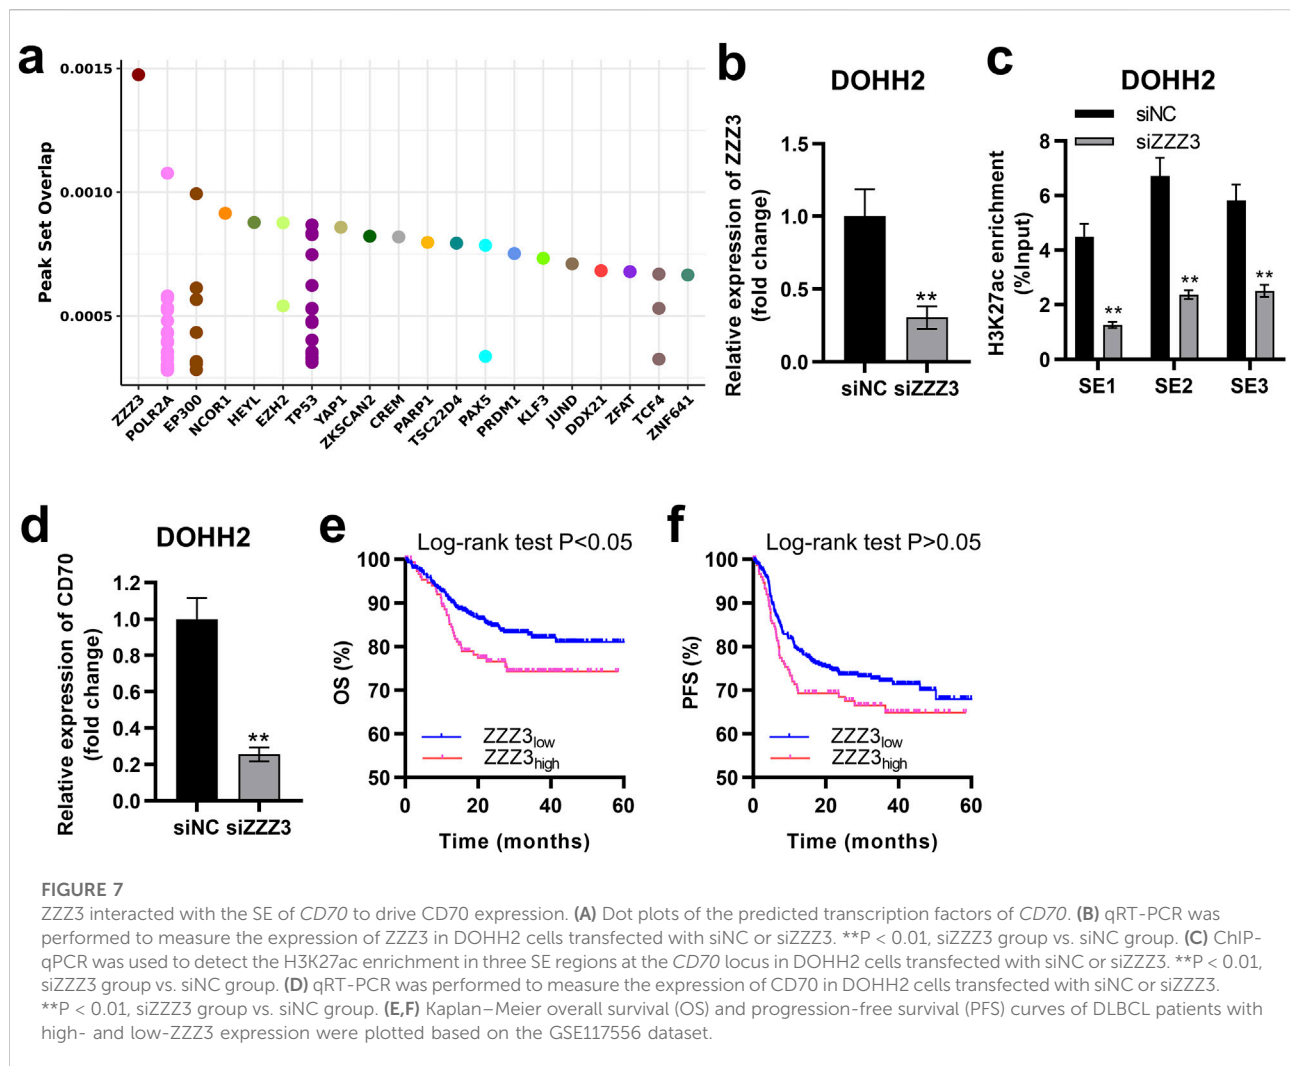 a
0.0015
0.0010
0.0005
Peak Set Overlap
ZZZ3
POLR2A
EP300
NCOR1
HEYL
EZH2
TP53
YAP1
ZKSCAN2
CREM
PARP1
TSC22D4
PAX5
PRDM1
KLF3
JUND
DDX21
ZFAT
TCF4
ZNF641
b
DOHH2
Relative expression of ZZZ3
(fold change)
1.5
1.0
0.5
0.0
**
siNC siZZZ3
c
DOHH2
siNC
siZZZ3
H3K27ac enrichment
(%Input)
8
6
4
2
0
**
**
**
SE1 SE2 SE3
d
DOHH2
Relative expression of CD70
(fold change)
1.2
1.0
0.8
0.6
0.4
0.2
0.0
**
siNC siZZZ3
e
Log-rank test P<0.05
OS (%)
100
90
80
70
60
50
ZZZ3low
ZZZ3high
0 20 40 60
Time (months)
f
Log-rank test P>0.05
PFS (%)
100
90
80
70
60
50
ZZZ3low
ZZZ3high
0 20 40 60
Time (months)
FIGURE 7
ZZZ3 interacted with the SE of CD70 to drive CD70 expression. (A) Dot plots of the predicted transcription factors of CD70. (B) qRT-PCR was
performed to measure the expression of ZZZ3 in DOHH2 cells transfected with siNC or siZZZ3. **P < 0.01, siZZZ3 group vs. siNC group. (C) ChIP-
qPCR was used to detect the H3K27ac enrichment in three SE regions at the CD70 locus in DOHH2 cells transfected with siNC or siZZZ3. **P < 0.01,
siZZZ3 group vs. siNC group. (D) qRT-PCR was performed to measure the expression of CD70 in DOHH2 cells transfected with siNC or siZZZ3.
**P < 0.01, siZZZ3 group vs. siNC group. (E,F) Kaplan–Meier overall survival (OS) and progression-free survival (PFS) curves of DLBCL patients with
high- and low-ZZZ3 expression were plotted based on the GSE117556 dataset.